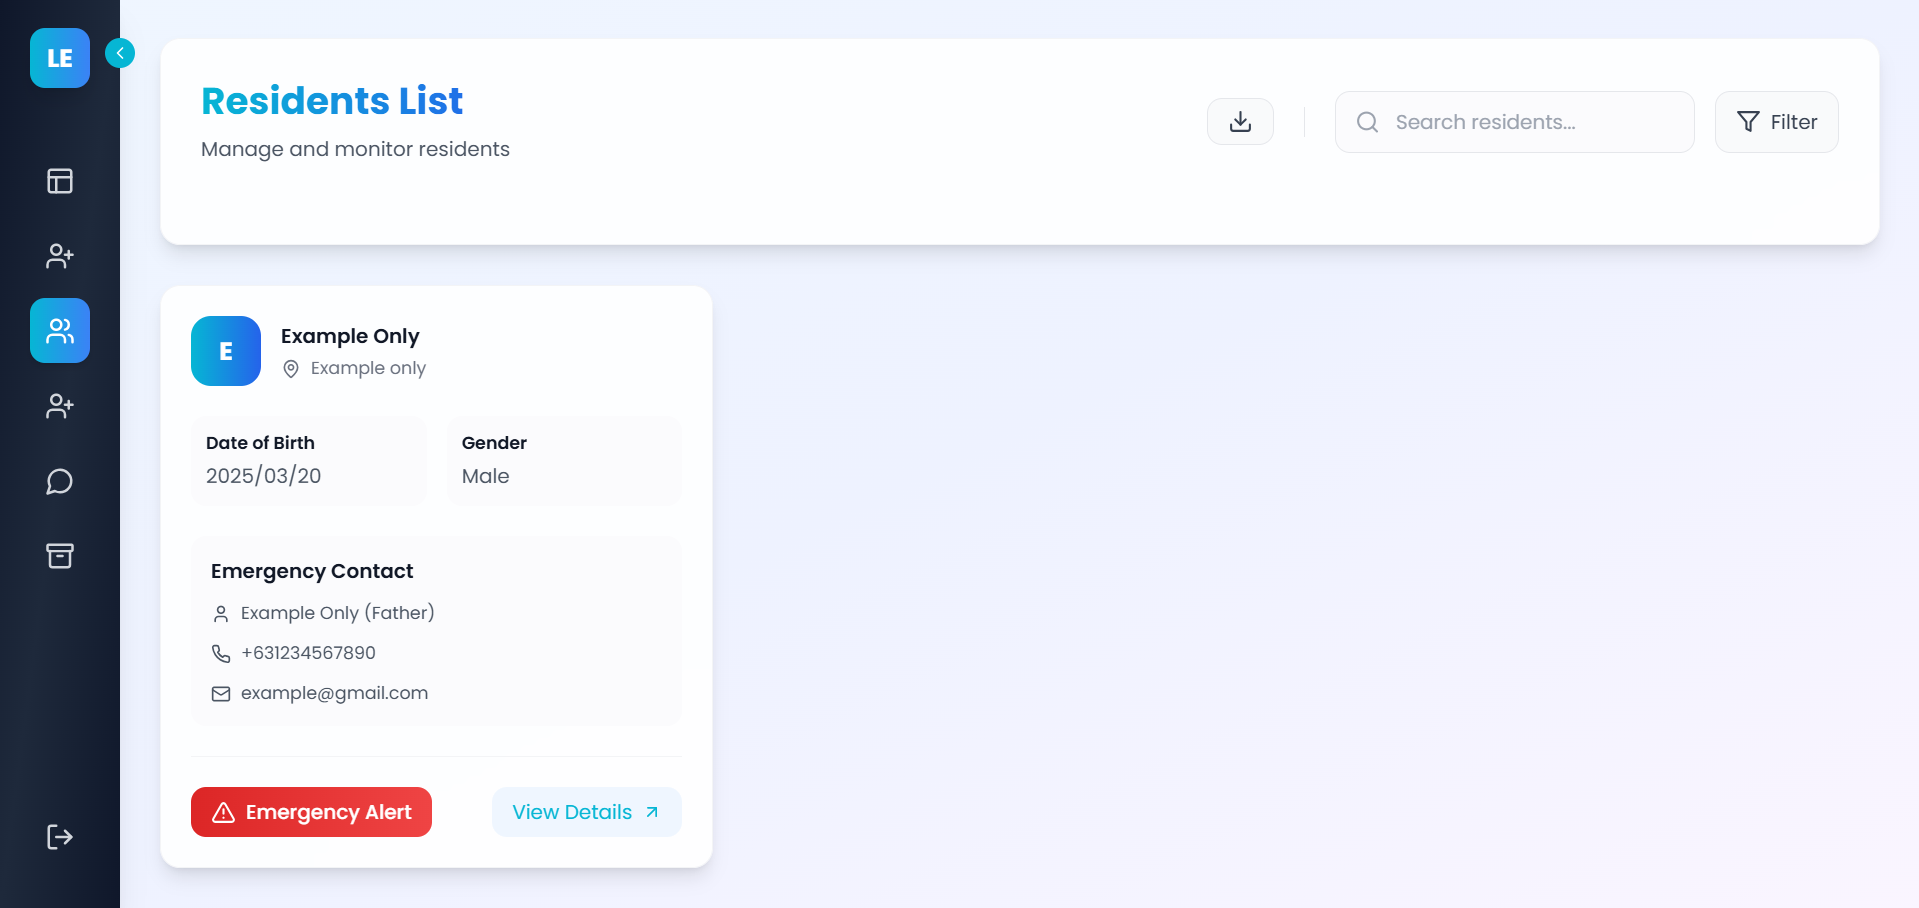 LE
Residents List
Manage and monitor residents
Search residents...
Filter
E
Example Only
Example only
Date of Birth
2025/03/20
Gender
Male
Emergency Contact
Example Only (Father)
+631234567890
example@gmail.com
Emergency Alert
View Details